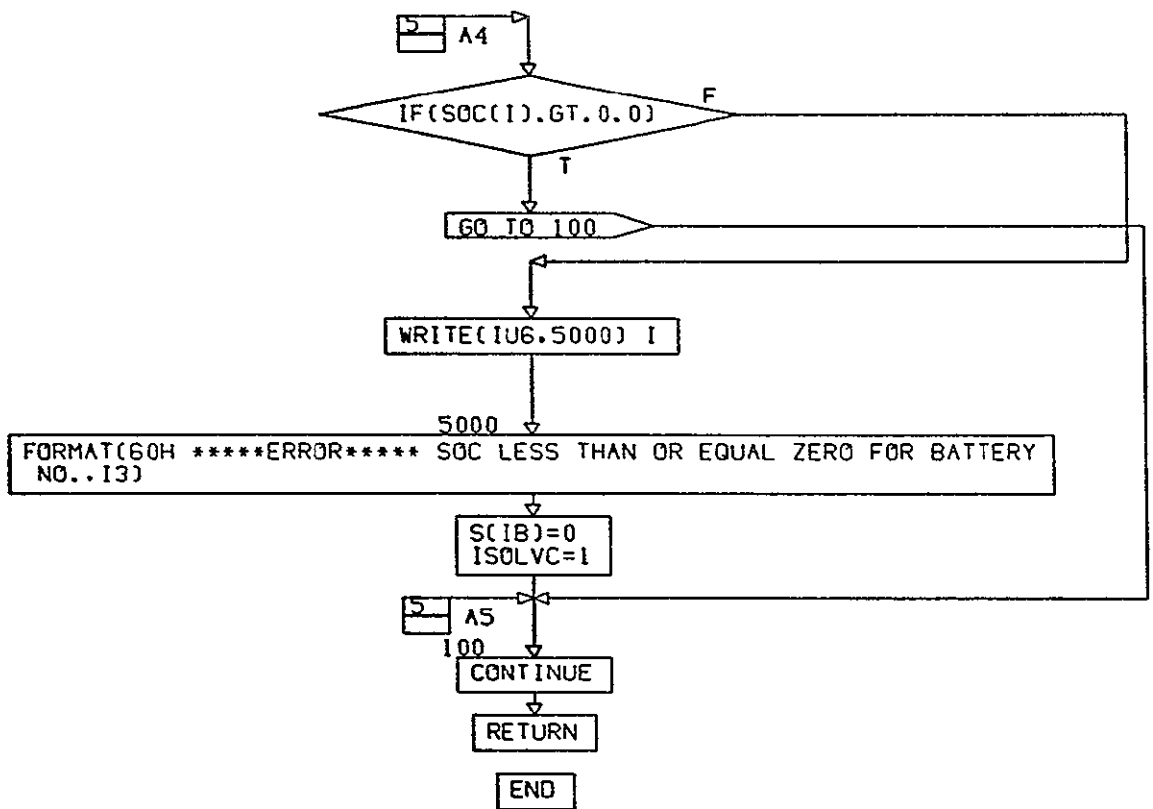 5
A4
IF(SOC(I).GT.0.0)
F
T
GO TO 100
WRITE(IU6.5000) I
5000
FORMAT(60H *****ERROR***** SOC LESS THAN OR EQUAL ZERO FOR BATTERY
NO..I3)
S(IB)=0
ISOLVC=1
5
A5
100
CONTINUE
RETURN
END